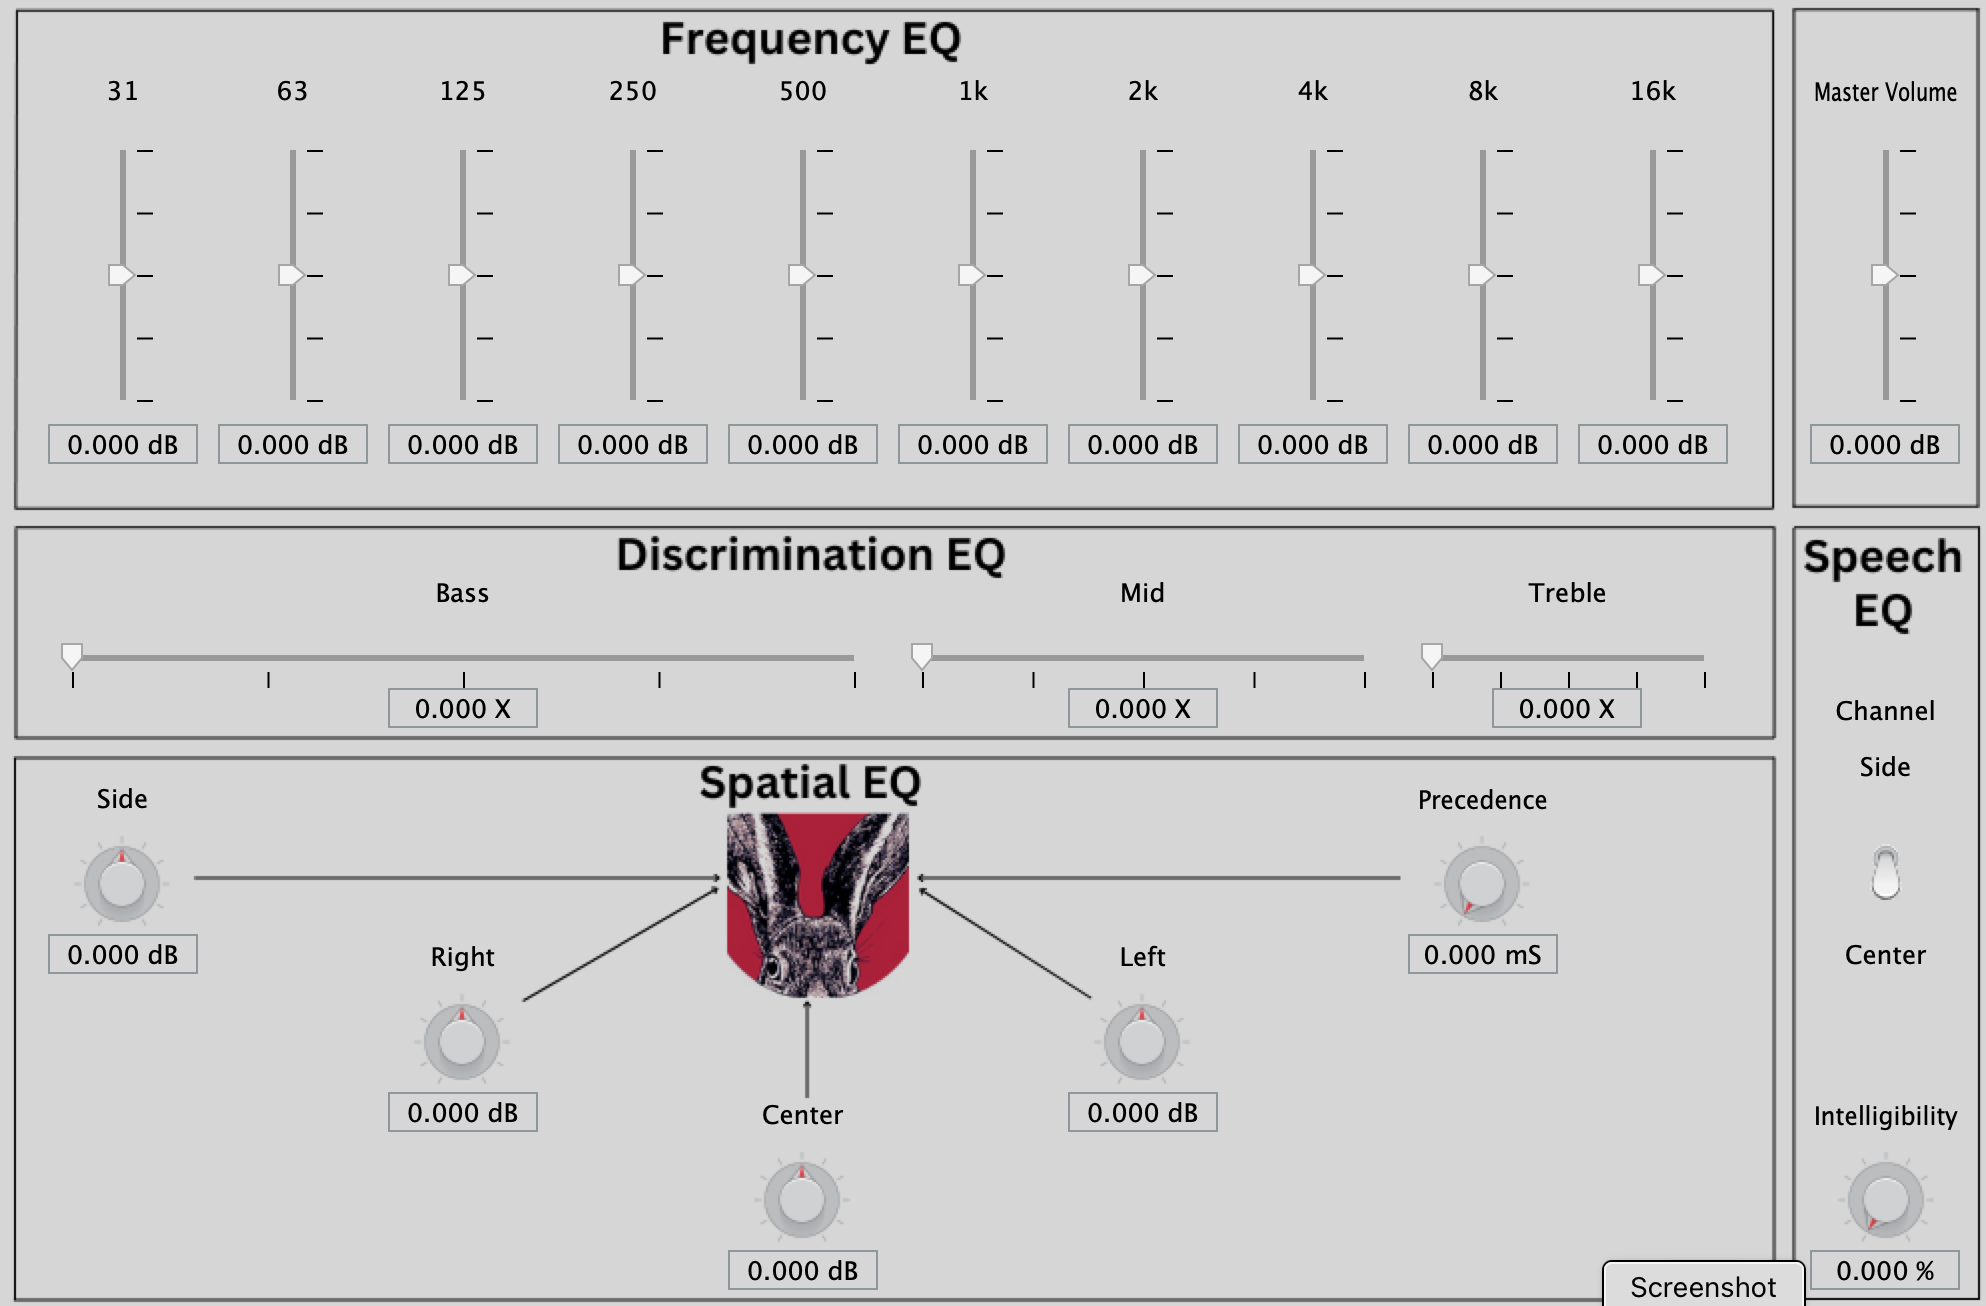 Frequency EQ
31 63 125 250 500 1k 2k 4k 8k 16k
Master Volume
0.000 dB 0.000 dB 0.000 dB 0.000 dB 0.000 dB 0.000 dB 0.000 dB 0.000 dB 0.000 dB 0.000 dB
0.000 dB
Discrimination EQ
Bass Mid Treble
0.000 X 0.000 X 0.000 X
Speech
EQ
Channel
Side
Center
Intelligibility
0.000 %
Spatial EQ
Side
0.000 dB
Precedence
0.000 mS
Right
0.000 dB
Left
0.000 dB
Center
0.000 dB
Screenshot